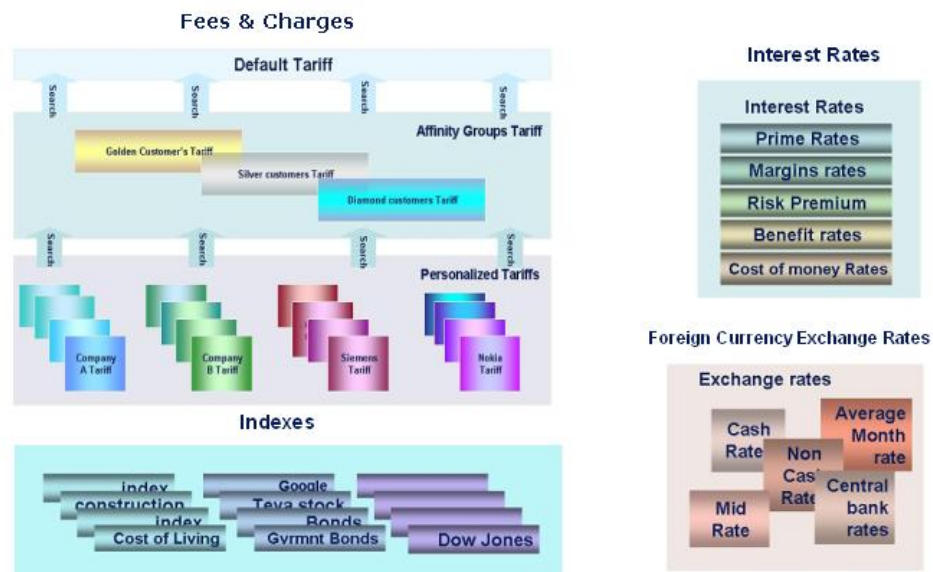 Fees & Charges
Default Tariff
Search
Search
Search
Search
Affinity Groups Tariff
Golden Customer's Tariff
Silver customers Tariff
Diamond customers Tariff
Search
Search
Search
Search
Personalized Tariffs
Company
A Tariff
Company
B Tariff
Siemens
Tariff
Nokia
Tariff
Indexes
index
construction
index
Cost of Living
Google
Teva stock
Bonds
Gvrmnt Bonds
Dow Jones
Interest Rates
Interest Rates
Prime Rates
Margins rates
Risk Premium
Benefit rates
Cost of money Rates
Foreign Currency Exchange Rates
Exchange rates
Cash
Rate
Average
Month
rate
Non
Cash
Rate
Mid
Rate
Central
bank
rates